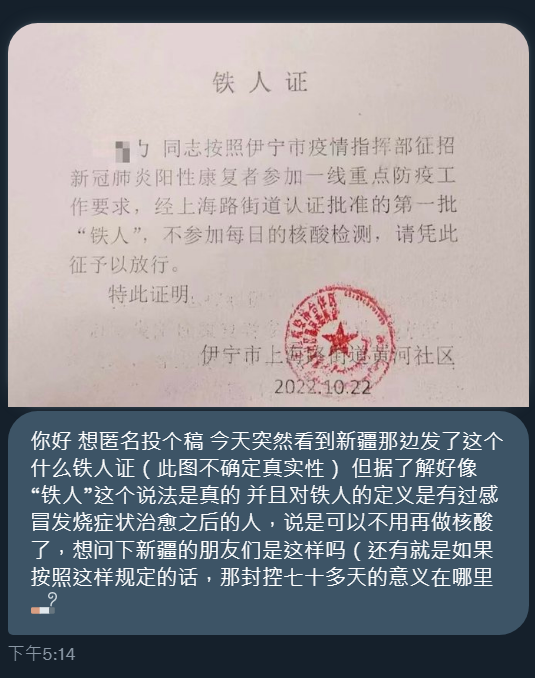 铁人证
同志按照伊宁市疫情指挥部征招
新冠肺炎阳性康复者参加一线重点防疫工
作要求，经上海路街道认证批准的第一批
“铁人”，不参加每日的核酸检测，请凭此
征予以放行。
特此证明
伊宁市上海路街道黄河社区
2022.10.22
你好 想匿名投个稿 今天突然看到新疆那边发了这个
什么铁人证（此图不确定真实性） 但据了解好像
“铁人”这个说法是真的 并且对铁人的定义是有过感
冒发烧症状治愈之后的人，说是可以不用再做核酸
了，想问下新疆的朋友们是这样吗（还有就是如果
按照这样规定的话，那封控七十多天的意义在哪里
下午5:14